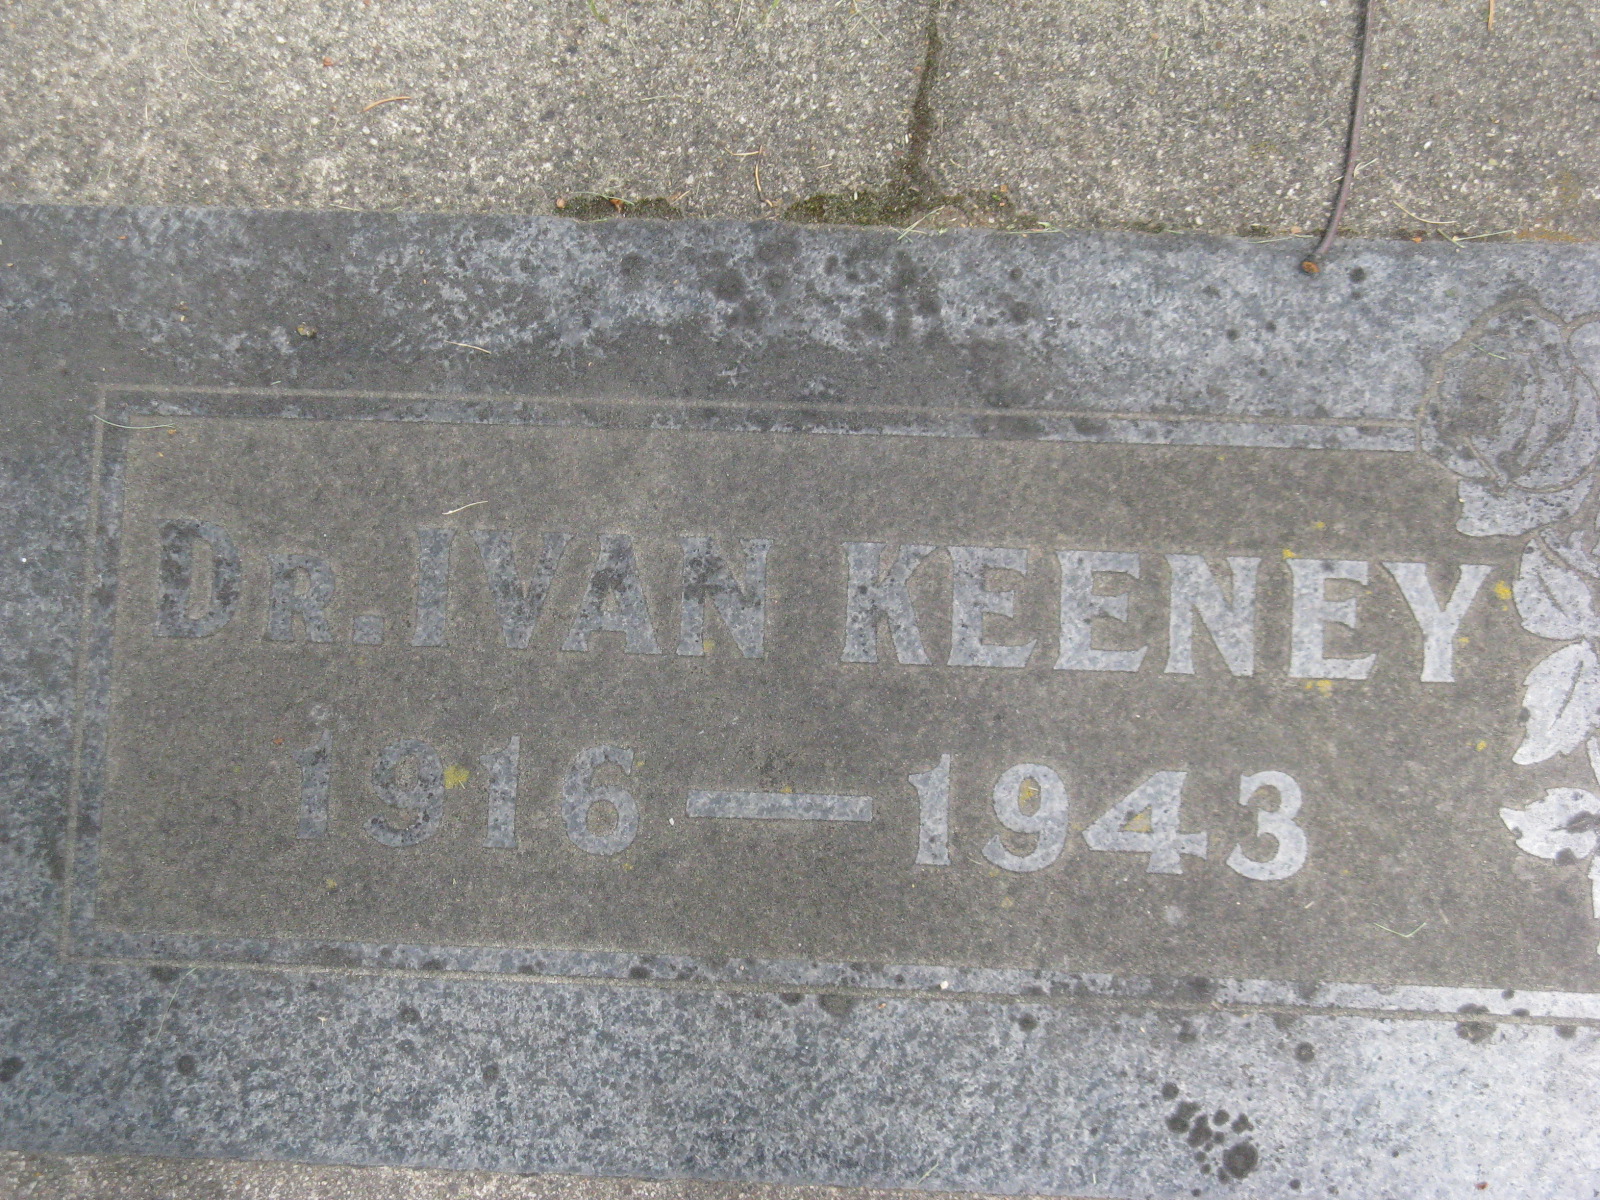 DR. IVAN KEENEY
1916 — 1943